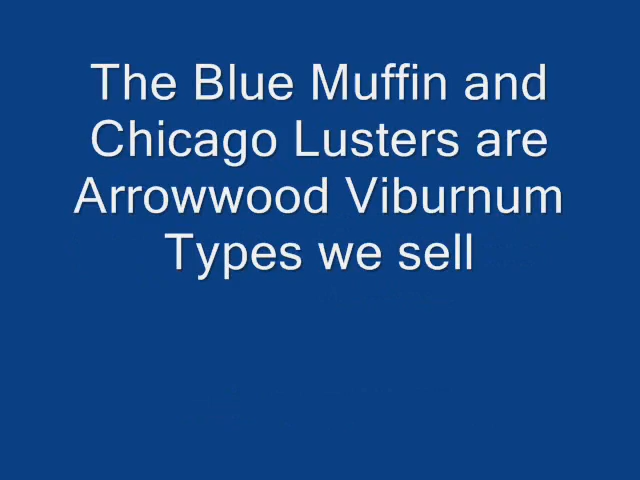 The Blue Muffin and
Chicago Lusters are
Arrowwood Viburnum
Types we sell